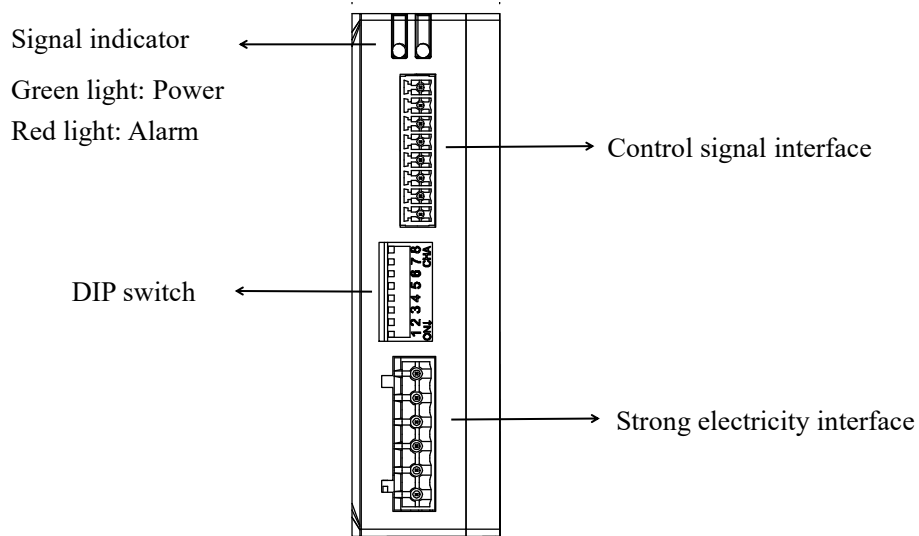 Signal indicator
Green light: Power
Red light: Alarm
Control signal interface
DIP switch
1 2 3 4 5 6 7 8
ON↓ CHA
Strong electricity interface